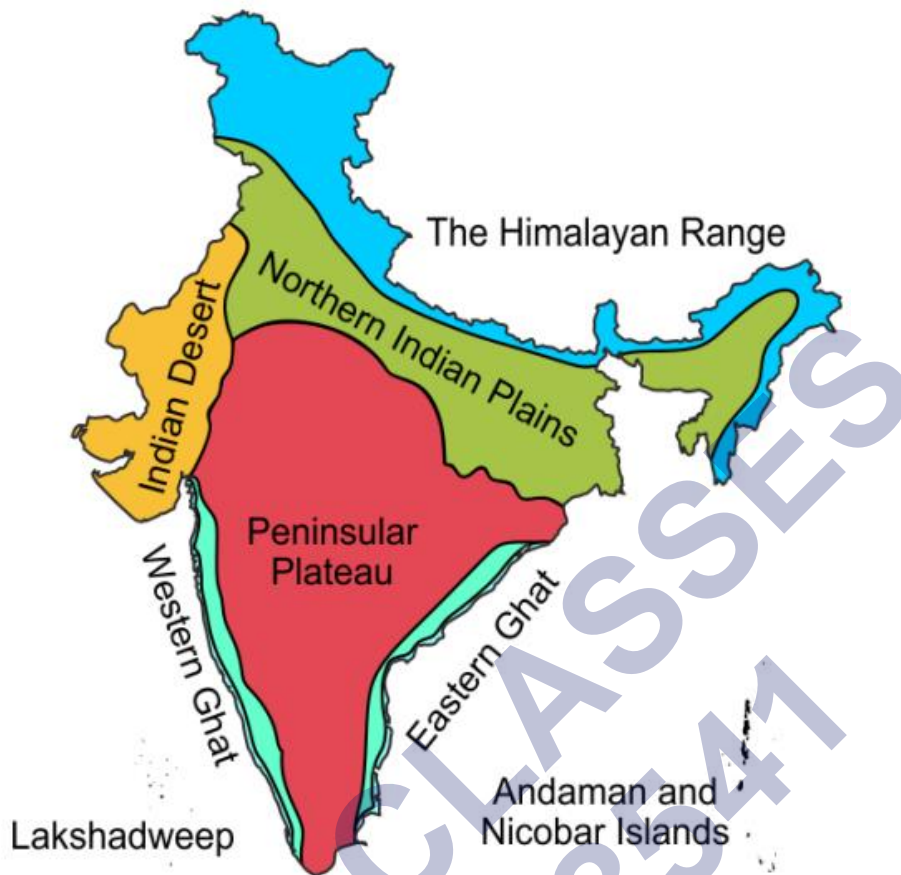 The Himalayan Range
Northern Indian Plains
Indian Desert
Peninsular
Plateau
Western Ghat
Eastern Ghat
Andaman and
Nicobar Islands
Lakshadweep
CLASSES